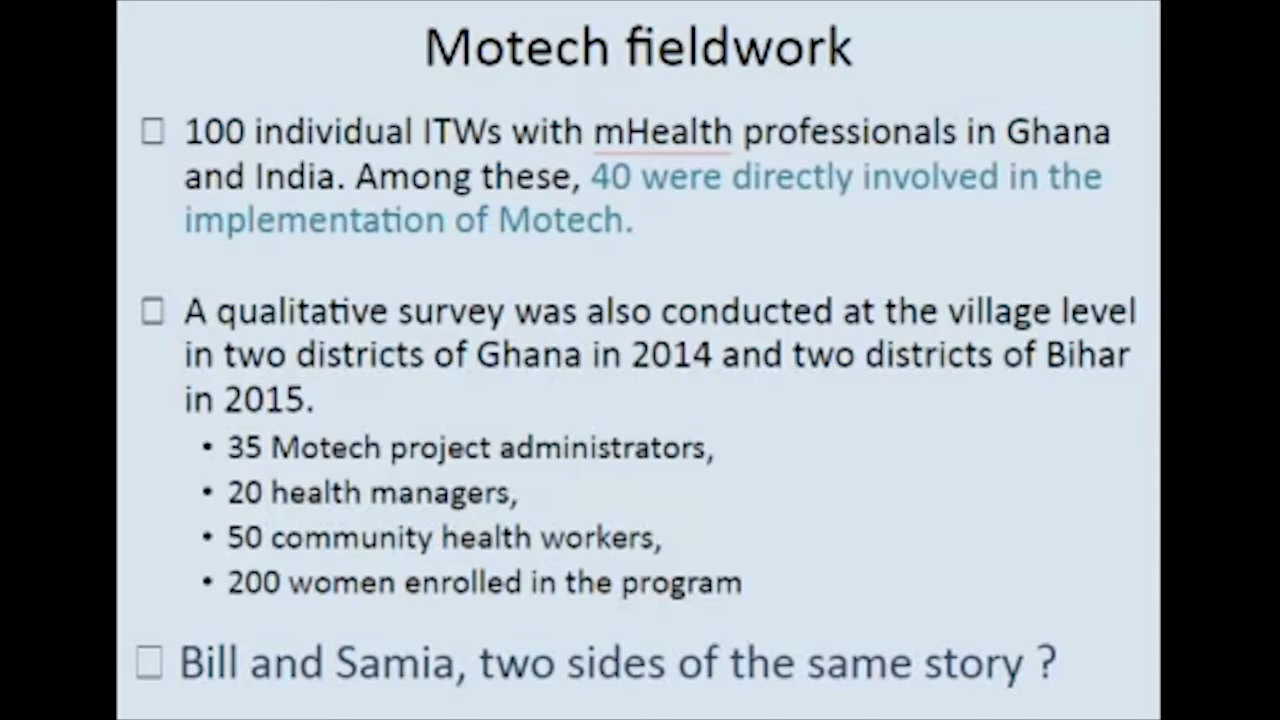 Motech fieldwork
100 individual ITWs with mHealth professionals in Ghana
and India. Among these, 40 were directly involved in the
implementation of Motech.
A qualitative survey was also conducted at the village level
in two districts of Ghana in 2014 and two districts of Bihar
in 2015.
• 35 Motech project administrators,
• 20 health managers,
• 50 community health workers,
• 200 women enrolled in the program
Bill and Samia, two sides of the same story ?